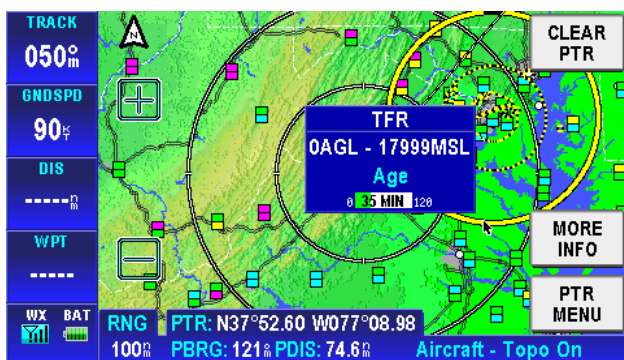 TRACK
050°m
GNDSPD
90kT
DIS
-----nm
WPT
-----
WX BAT
CLEAR
PTR
TFR
0AGL - 17999MSL
Age
0 35 MIN 120
MORE
INFO
PTR
MENU
RNG
100nm
PTR: N37°52.60 W077°08.98
PBRG: 121°m PDIS: 74.6nm
Aircraft - Topo On